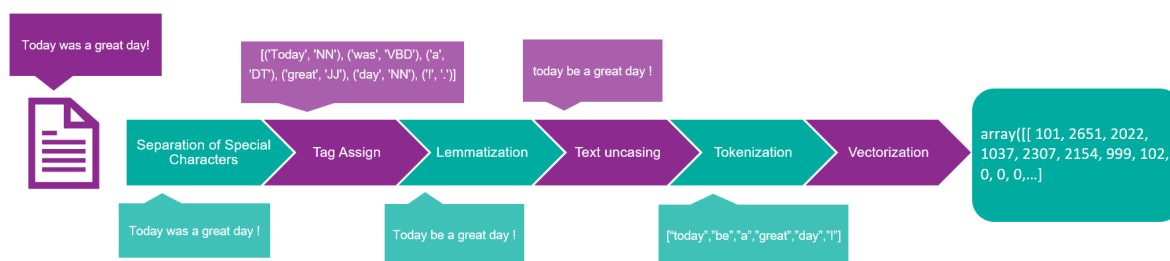 Today was a great day!
[('Today', 'NN'), ('was', 'VBD'), ('a',
'DT'), ('great', 'JJ'), ('day', 'NN'), ('!', '.')]
today be a great day !
Separation of Special
Characters
Tag Assign
Lemmatization
Text uncasing
Tokenization
Vectorization
array([[ 101, 2651, 2022,
1037, 2307, 2154, 999, 102,
0, 0, 0,...]
Today was a great day !
Today be a great day !
["today","be","a","great","day","!"]